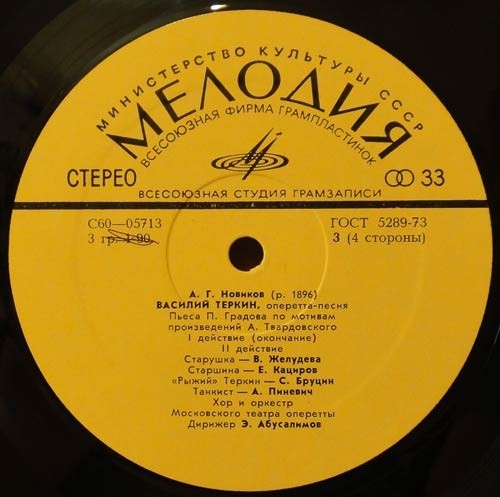 МИНИСТЕРСТВО КУЛЬТУРЫ СССР
МЕЛОДИЯ
ВСЕСОЮЗНАЯ ФИРМА ГРАМПЛАСТИНОК
СТЕРЕО
33
ВСЕСОЮЗНАЯ СТУДИЯ ГРАМЗАПИСИ
С60—05713
ГОСТ 5289-73
3 гр. 1-90
3 (4 стороны)
А. Г. Новиков (р. 1896)
ВАСИЛИЙ ТЕРКИН, оперетта-песня
Пьеса П. Градова по мотивам
произведений А. Твардовского
I действие (окончание)
II действие
Старушка — В. Желудева
Старшина — Е. Кациров
«Рыжий» Теркин — С. Бруцин
Танкист — А. Пиневич
Хор и оркестр
Московского театра оперетты
Дирижер Э. Абусалимов